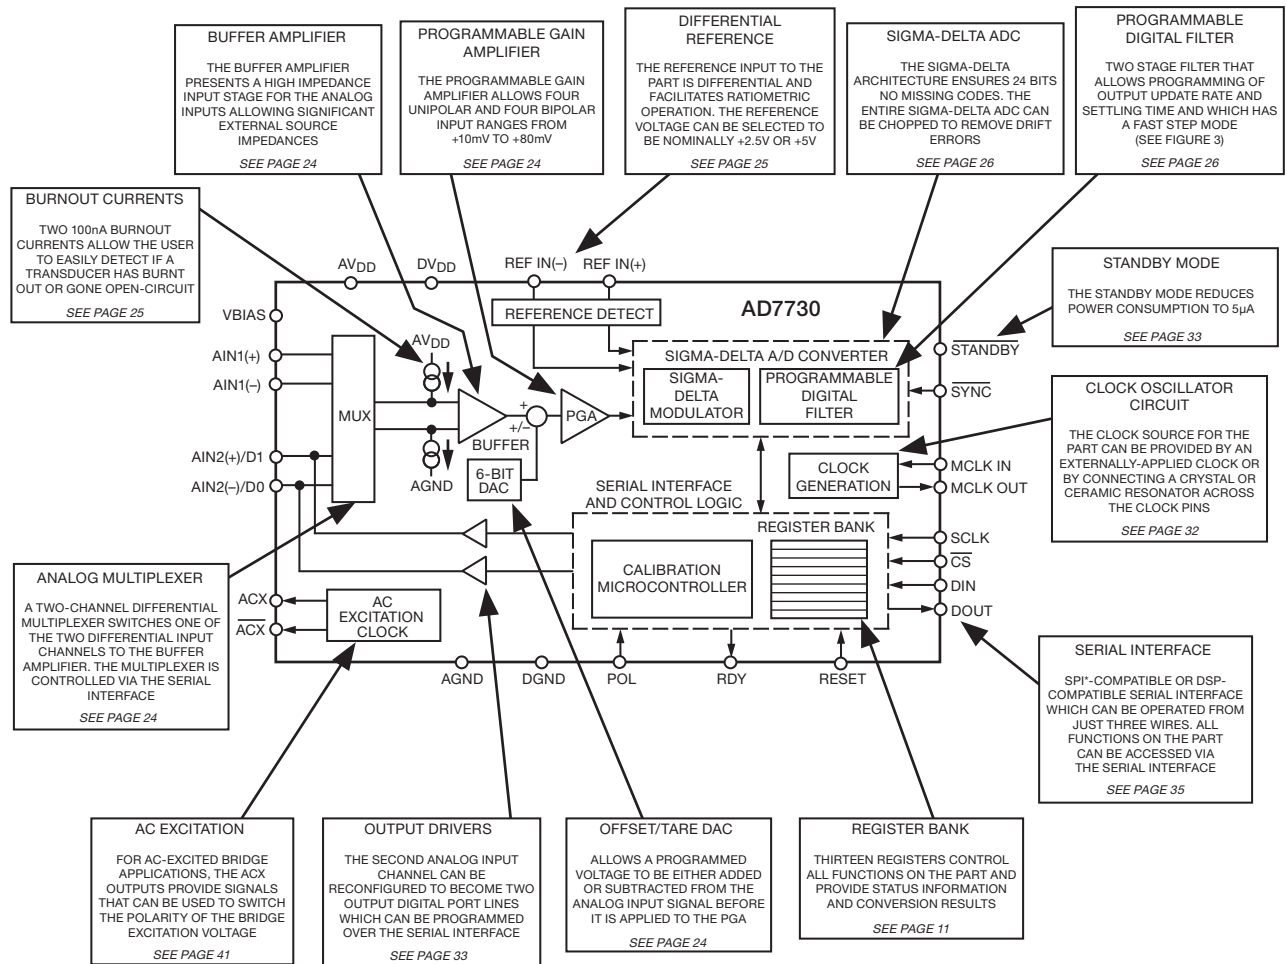 BUFFER AMPLIFIER
THE BUFFER AMPLIFIER
PRESENTS A HIGH IMPEDANCE
INPUT STAGE FOR THE ANALOG
INPUTS ALLOWING SIGNIFICANT
EXTERNAL SOURCE
IMPEDANCES
SEE PAGE 24
PROGRAMMABLE GAIN
AMPLIFIER
THE PROGRAMMABLE GAIN
AMPLIFIER ALLOWS FOUR
UNIPOLAR AND FOUR BIPOLAR
INPUT RANGES FROM
+10mV TO +80mV
SEE PAGE 24
DIFFERENTIAL
REFERENCE
THE REFERENCE INPUT TO THE
PART IS DIFFERENTIAL AND
FACILITATES RATIOMETRIC
OPERATION. THE REFERENCE
VOLTAGE CAN BE SELECTED TO
BE NOMINALLY +2.5V OR +5V
SEE PAGE 25
SIGMA-DELTA ADC
THE SIGMA-DELTA
ARCHITECTURE ENSURES 24 BITS
NO MISSING CODES. THE
ENTIRE SIGMA-DELTA ADC CAN
BE CHOPPED TO REMOVE DRIFT
ERRORS
SEE PAGE 26
PROGRAMMABLE
DIGITAL FILTER
TWO STAGE FILTER THAT
ALLOWS PROGRAMMING OF
OUTPUT UPDATE RATE AND
SETTLING TIME AND WHICH HAS
A FAST STEP MODE
(SEE FIGURE 3)
SEE PAGE 26
BURNOUT CURRENTS
TWO 100nA BURNOUT
CURRENTS ALLOW THE USER
TO EASILY DETECT IF A
TRANSDUCER HAS BURNT
OUT OR GONE OPEN-CIRCUIT
SEE PAGE 25
STANDBY MODE
THE STANDBY MODE REDUCES
POWER CONSUMPTION TO 5µA
SEE PAGE 33
CLOCK OSCILLATOR
CIRCUIT
THE CLOCK SOURCE FOR THE
PART CAN BE PROVIDED BY AN
EXTERNALLY-APPLIED CLOCK OR
BY CONNECTING A CRYSTAL OR
CERAMIC RESONATOR ACROSS
THE CLOCK PINS
SEE PAGE 32
AVDD
DVDD
REF IN(–)
REF IN(+)
AD7730
VBIAS
REFERENCE DETECT
AIN1(+)
AIN1(–)
AVDD
STANDBY
SIGMA-DELTA A/D CONVERTER
SIGMA-
DELTA
MODULATOR
PROGRAMMABLE
DIGITAL
FILTER
SYNC
MUX
+
+/–
PGA
BUFFER
AIN2(+)/D1
AIN2(–)/D0
AGND
6-BIT
DAC
SERIAL INTERFACE
AND CONTROL LOGIC
CLOCK
GENERATION
MCLK IN
MCLK OUT
REGISTER BANK
CALIBRATION
MICROCONTROLLER
SCLK
CS
DIN
DOUT
ACX
ACX
AC
EXCITATION
CLOCK
AGND
DGND
POL
RDY
RESET
ANALOG MULTIPLEXER
A TWO-CHANNEL DIFFERENTIAL
MULTIPLEXER SWITCHES ONE OF
THE TWO DIFFERENTIAL INPUT
CHANNELS TO THE BUFFER
AMPLIFIER. THE MULTIPLEXER IS
CONTROLLED VIA THE SERIAL
INTERFACE
SEE PAGE 24
SERIAL INTERFACE
SPI*-COMPATIBLE OR DSP-
COMPATIBLE SERIAL INTERFACE
WHICH CAN BE OPERATED FROM
JUST THREE WIRES. ALL
FUNCTIONS ON THE PART
CAN BE ACCESSED VIA
THE SERIAL INTERFACE
SEE PAGE 35
AC EXCITATION
FOR AC-EXCITED BRIDGE
APPLICATIONS, THE ACX
OUTPUTS PROVIDE SIGNALS
THAT CAN BE USED TO SWITCH
THE POLARITY OF THE BRIDGE
EXCITATION VOLTAGE
SEE PAGE 41
OUTPUT DRIVERS
THE SECOND ANALOG INPUT
CHANNEL CAN BE
RECONFIGURED TO BECOME TWO
OUTPUT DIGITAL PORT LINES
WHICH CAN BE PROGRAMMED
OVER THE SERIAL INTERFACE
SEE PAGE 33
OFFSET/TARE DAC
ALLOWS A PROGRAMMED
VOLTAGE TO BE EITHER ADDED
OR SUBTRACTED FROM THE
ANALOG INPUT SIGNAL BEFORE
IT IS APPLIED TO THE PGA
SEE PAGE 24
REGISTER BANK
THIRTEEN REGISTERS CONTROL
ALL FUNCTIONS ON THE PART AND
PROVIDE STATUS INFORMATION
AND CONVERSION RESULTS
SEE PAGE 11